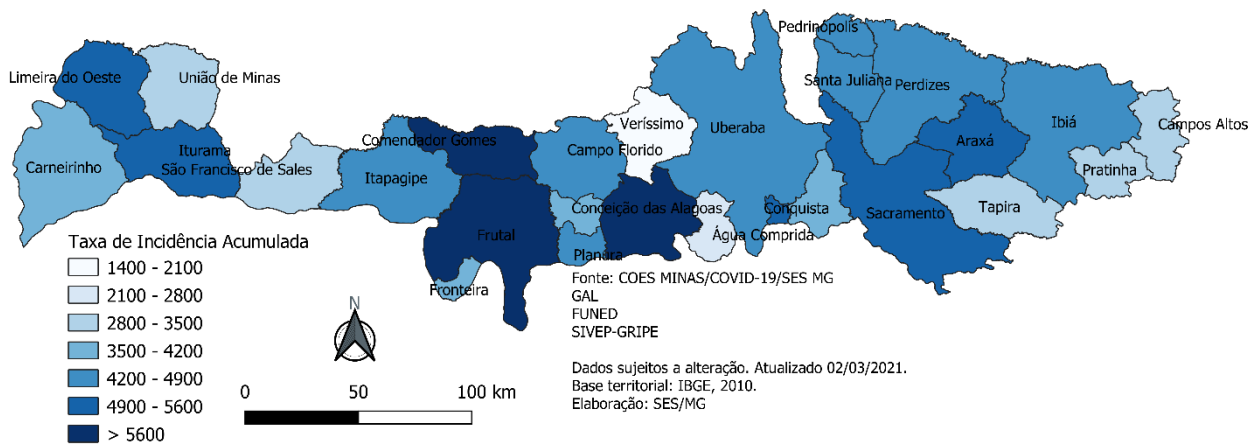 Pedrinópolis
Limeira do Oeste
União de Minas
Santa Juliana
Perdizes
Veríssimo
Uberaba
Ibiá
Campos Altos
Comendador Gomes
Araxá
Iturama
Campo Florido
Carneirinho
São Francisco de Sales
Pratinha
Itapagipe
Conceição das Alagoas
Conquista
Sacramento
Tapira
Frutal
Água Comprida
Planura
Fronteira
Taxa de Incidência Acumulada
1400 - 2100
2100 - 2800
2800 - 3500
3500 - 4200
4200 - 4900
4900 - 5600
> 5600
N
0 50 100 km
Fonte: COES MINAS/COVID-19/SES MG
GAL
FUNED
SIVEP-GRIPE
Dados sujeitos a alteração. Atualizado 02/03/2021.
Base territorial: IBGE, 2010.
Elaboração: SES/MG